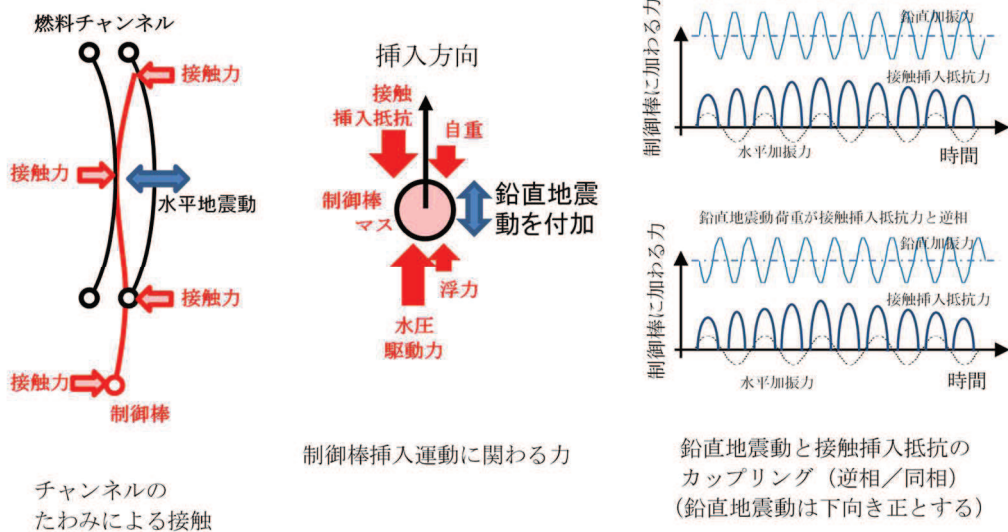 燃料チャンネル
接触力
接触力
水平地震動
接触力
接触力
制御棒
チャンネルの
たわみによる接触
挿入方向
接触
挿入抵抗
自重
制御棒
マス
鉛直地震
動を付加
浮力
水圧
駆動力
制御棒挿入運動に関わる力
鉛直加振力
制御棒に加わる力
接触挿入抵抗力
水平加振力
時間
鉛直地震動荷重が接触挿入抵抗力と逆相
鉛直加振力
制御棒に加わる力
接触挿入抵抗力
水平加振力
時間
鉛直地震動と接触挿入抵抗の
カップリング（逆相／同相）
（鉛直地震動は下向き正とする）